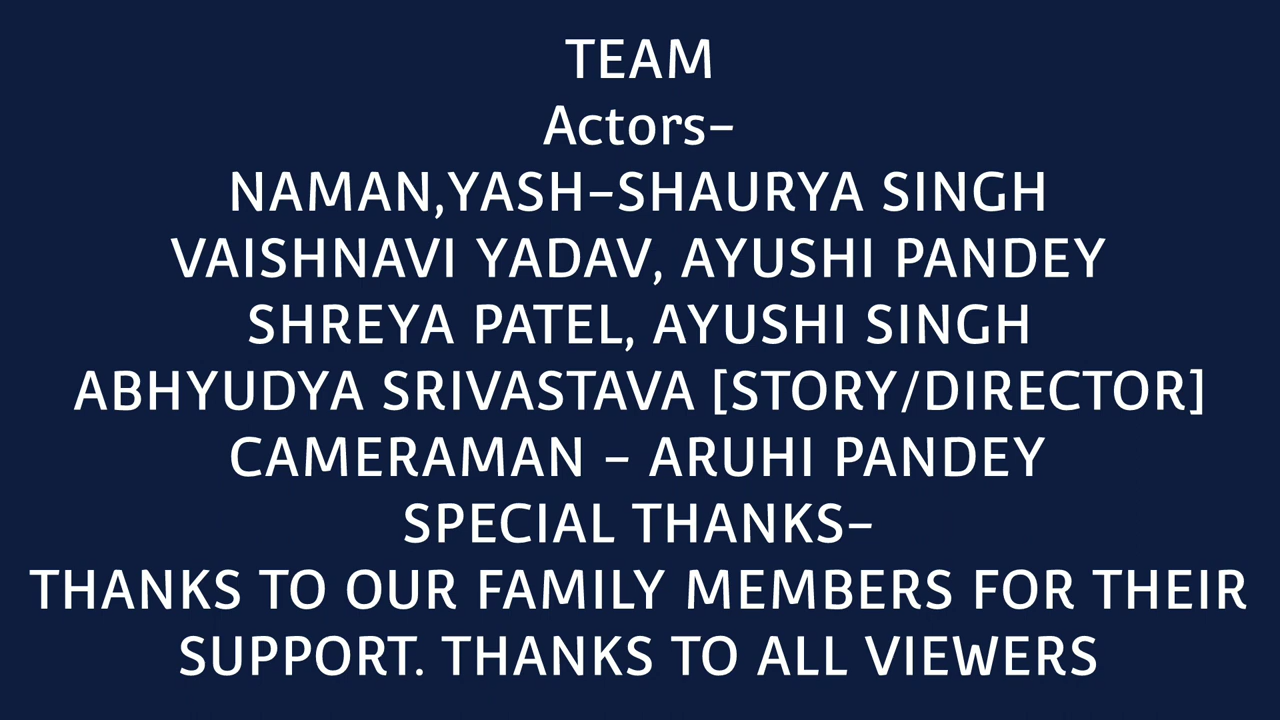 TEAM
Actors-
NAMAN,YASH-SHAURYA SINGH
VAISHNAVI YADAV, AYUSHI PANDEY
SHREYA PATEL, AYUSHI SINGH
ABHYUDYA SRIVASTAVA [STORY/DIRECTOR]
CAMERAMAN - ARUHI PANDEY
SPECIAL THANKS-
THANKS TO OUR FAMILY MEMBERS FOR THEIR
SUPPORT. THANKS TO ALL VIEWERS